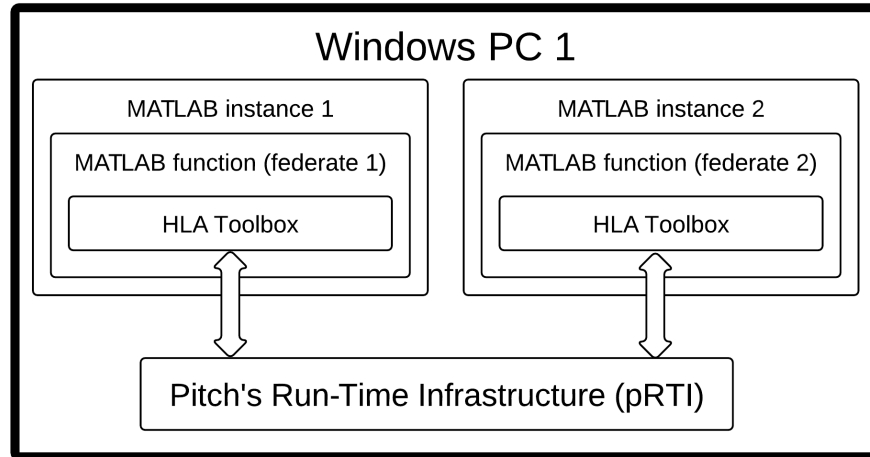 Windows PC 1
MATLAB instance 1
MATLAB function (federate 1)
HLA Toolbox
MATLAB instance 2
MATLAB function (federate 2)
HLA Toolbox
Pitch's Run-Time Infrastructure (pRTI)